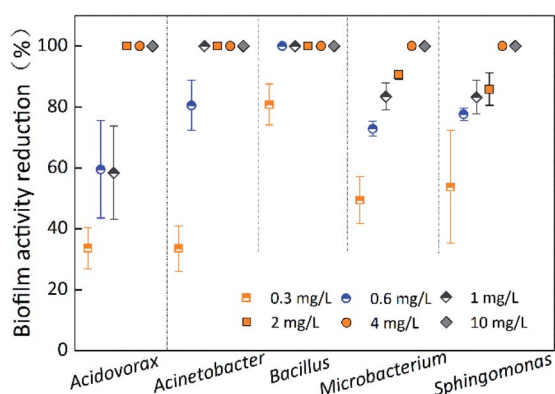 Biofilm activity reduction (%)
100
80
60
40
20
0
0.3 mg/L 0.6 mg/L 1 mg/L
2 mg/L 4 mg/L 10 mg/L
Acidovorax Acinetobacter Bacillus Microbacterium Sphingomonas